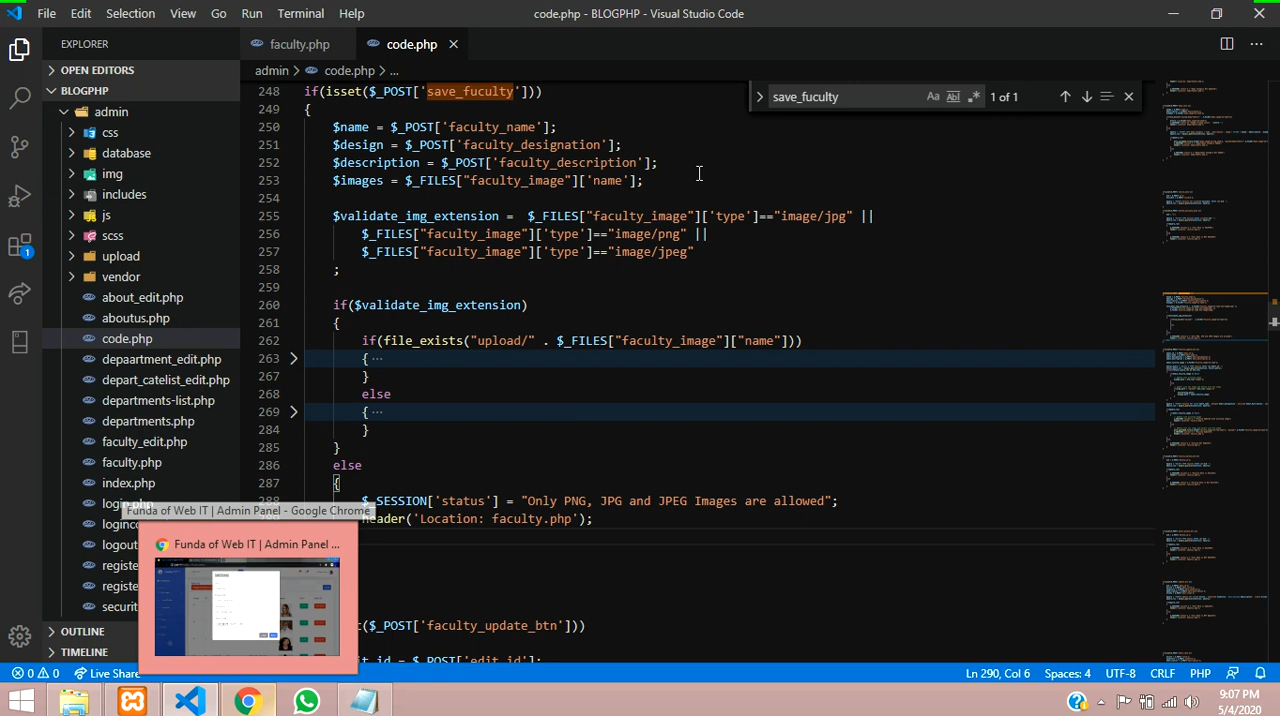 File Edit Selection View Go Run Terminal Help
code.php - BLOGPHP - Visual Studio Code
EXPLORER
OPEN EDITORS
BLOGPHP
admin
css
database
img
includes
js
scss
upload
vendor
about_edit.php
aboutus.php
code.php
depaartment_edit.php
depart_catelist_edit.php
departments-list.php
departments.php
faculty_edit.php
faculty.php
index.php
login.php
loginco
logout
registe
registe
securit
OUTLINE
TIMELINE
faculty.php
code.php
admin > code.php > ...
save_fuculty
Aa
1 of 1
248 if(isset($_POST['save_fuculty']))
249 {
250 $name = $_POST['faculty_name'];
251 $design = $_POST['faculty_designation'];
252 $description = $_POST['faculty_description'];
253 $images = $_FILES["faculty_image"]['name'];
254
255 $validate_img_extension = $_FILES["faculty_image"]['type']=="image/jpg" ||
256 $_FILES["faculty_image"]['type']=="image/png" ||
257 $_FILES["faculty_image"]['type']=="image/jpeg"
258 ;
259
260 if($validate_img_extension)
261 {
262 if(file_exists("upload/" . $_FILES["faculty_image"]["name"]))
263 { ...
267
268 else
269 { ...
284 }
285 }
286 else
287
288 $_SESSION['status'] = "Only PNG, JPG and JPEG Images are allowed";
header('Location: faculty.php');
($_POST['faculty_update_btn']))
it_id = $_POST['edit_id'];
Funda of Web IT | Admin Panel - Google Chrome
Funda of Web IT | Admin Panel ...
0 0 Live Share
Ln 290, Col 6 Spaces: 4 UTF-8 CRLF PHP
1
9:07 PM
5/4/2020